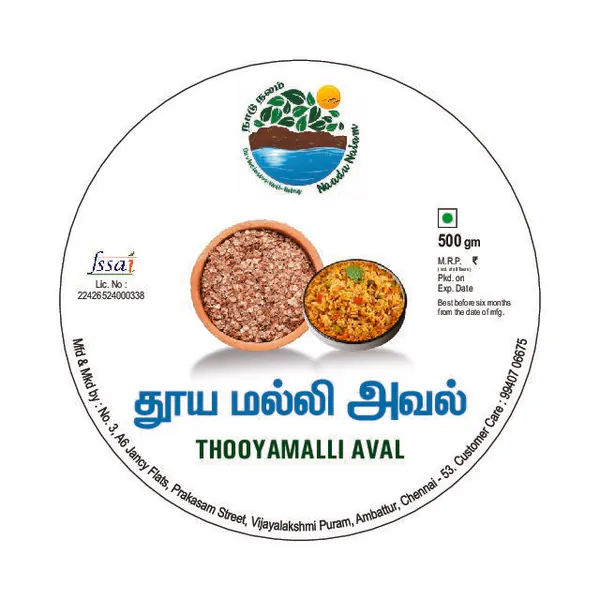 நாடு நலம்
Naadu Nalam
fssai
Lic. No :
22426524000338
500 gm
M.R.P. ₹
Pkd. on
Exp. Date
Best before six months
from the date of mfg.
தூய மல்லி அவல்
THOOYAMALLI AVAL
Mfd & Mkd by : No. 3, A6 Jancy Flats, Prakasam Street, Vijayalakshmi Puram, Ambattur, Chennai - 53. Customer Care : 99407 06675